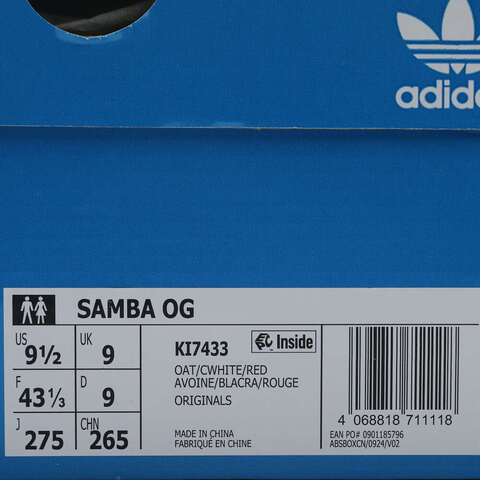 adidas
SAMBA OG
US 9½ UK 9
F 43⅓ D 9
J 275 CHN 265
KI7433 Inside
OAT/CWHITE/RED
AVOINE/BLACRA/ROUGE
ORIGINALS
MADE IN CHINA
FABRIQUÉ EN CHINE
4 068818 711118
EAN PO# 0901185796
ABSBOXCN/0924/V02